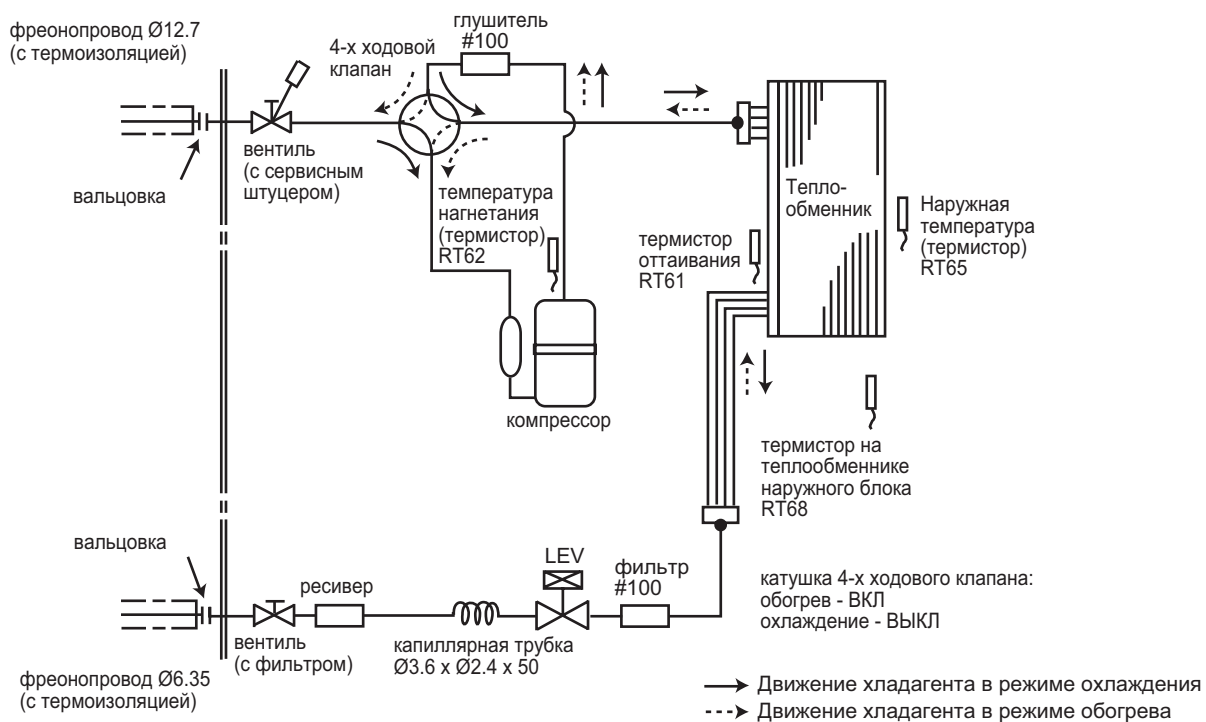 фреонопровод Ø12.7
(с термоизоляцией)
4-х ходовой
клапан
глушитель
#100
вальцовка
вентиль
(с сервисным
штуцером)
температура
нагнетания
(термистор)
RT62
Тепло-
обменник
Наружная
температура
(термистор)
RT65
термистор
оттаивания
RT61
компрессор
термистор на
теплообменнике
наружного блока
RT68
вальцовка
ресивер
LEV
фильтр
#100
катушка 4-х ходового клапана:
обогрев - ВКЛ
охлаждение - ВЫКЛ
вентиль
(с фильтром)
капиллярная трубка
Ø3.6 x Ø2.4 x 50
фреонопровод Ø6.35
(с термоизоляцией)
Движение хладагента в режиме охлаждения
Движение хладагента в режиме обогрева